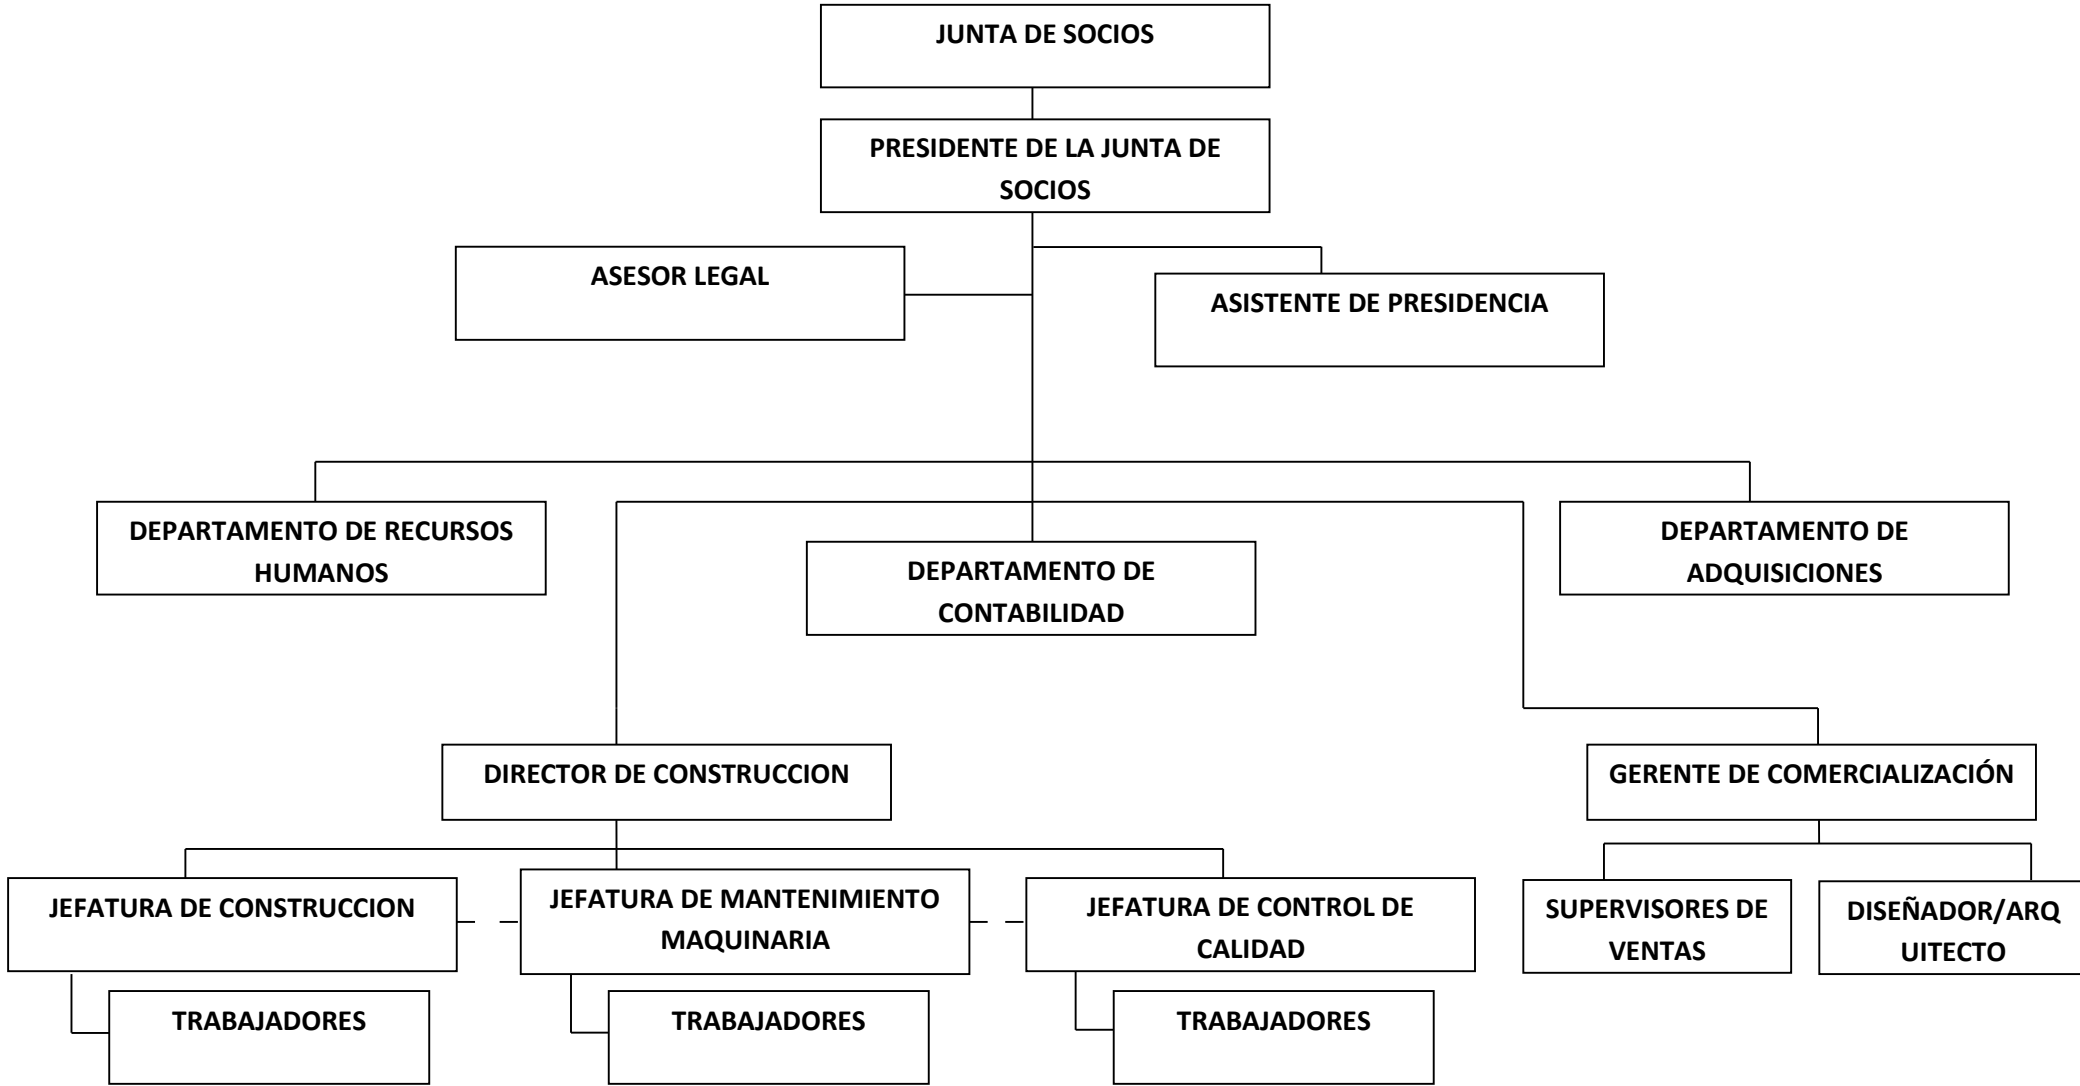 JUNTA DE SOCIOS
PRESIDENTE DE LA JUNTA DE
SOCIOS
ASESOR LEGAL
ASISTENTE DE PRESIDENCIA
DEPARTAMENTO DE RECURSOS
HUMANOS
DEPARTAMENTO DE
CONTABILIDAD
DEPARTAMENTO DE
ADQUISICIONES
DIRECTOR DE CONSTRUCCION
GERENTE DE COMERCIALIZACIÓN
JEFATURA DE CONSTRUCCION
JEFATURA DE MANTENIMIENTO
MAQUINARIA
JEFATURA DE CONTROL DE
CALIDAD
SUPERVISORES DE
VENTAS
DISEÑADOR/ARQ
UITECTO
TRABAJADORES
TRABAJADORES
TRABAJADORES